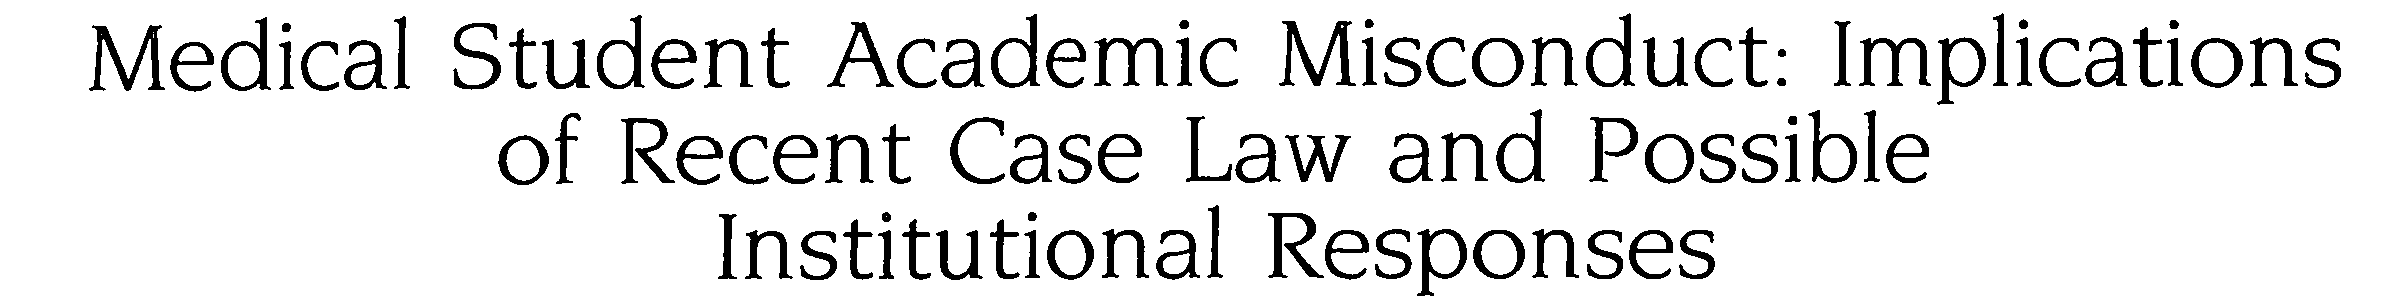 Medical Student Academic Misconduct: Implications
of Recent Case Law and Possible
Institutional Responses